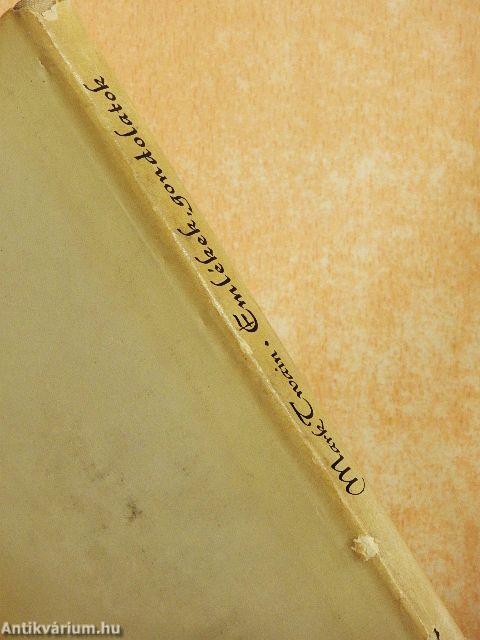 Mark Twain. Emlékek, gondolatok
Antikvárium.hu